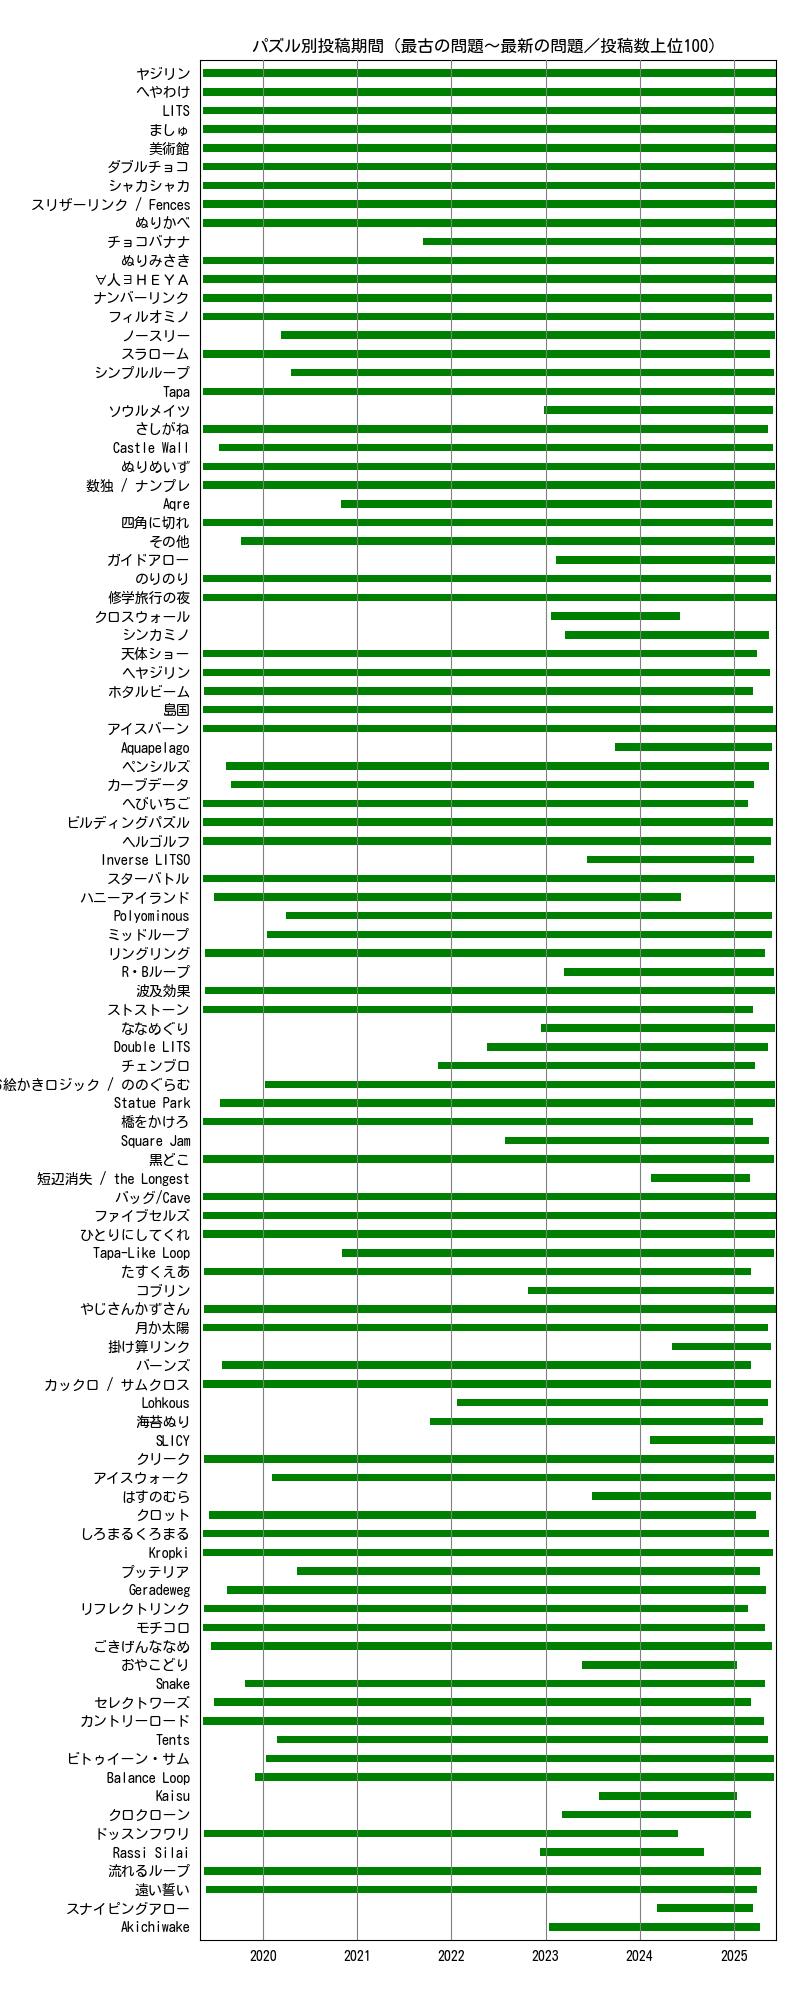 パズル別投稿期間（最古の問題～最新の問題／投稿数上位100）
ヤジリン
へやわけ
LITS
ましゅ
美術館
ダブルチョコ
シャカシャカ
スリザーリンク / Fences
ぬりかべ
チョコバナナ
ぬりみさき
∀人∃ＨＥＹＡ
ナンバーリンク
フィルオミノ
ノースリー
スラローム
シンプルループ
Tapa
ソウルメイツ
さしがね
Castle Wall
ぬりめいず
数独 / ナンプレ
Aqre
四角に切れ
その他
ガイドアロー
のりのり
修学旅行の夜
クロスウォール
シンカミノ
天体ショー
ヘヤジリン
ホタルビーム
島国
アイスバーン
Aquapelago
ペンシルズ
カーブデータ
へびいちご
ビルディングパズル
ヘルゴルフ
Inverse LITSO
スターバトル
ハニーアイランド
Polyominous
ミッドループ
リングリング
R・Bループ
波及効果
ストストーン
ななめぐり
Double LITS
チェンブロ
絵かきロジック / ののぐらむ
Statue Park
橋をかけろ
Square Jam
黒どこ
短辺消失 / the Longest
バッグ/Cave
ファイブセルズ
ひとりにしてくれ
Tapa-Like Loop
たすくえあ
コブリン
やじさんかずさん
月か太陽
掛け算リンク
バーンズ
カックロ / サムクロス
Lohkous
海苔ぬり
SLICY
クリーク
アイスウォーク
はすのむら
クロット
しろまるくろまる
Kropki
プッテリア
Geradeweg
リフレクトリンク
モチコロ
ごきげんななめ
おやこどり
Snake
セレクトワーズ
カントリーロード
Tents
ビトゥイーン・サム
Balance Loop
Kaisu
クロクローン
ドッスンフワリ
Rassi Silai
流れるループ
遠い誓い
スナイピングアロー
Akichiwake
2020 2021 2022 2023 2024 2025